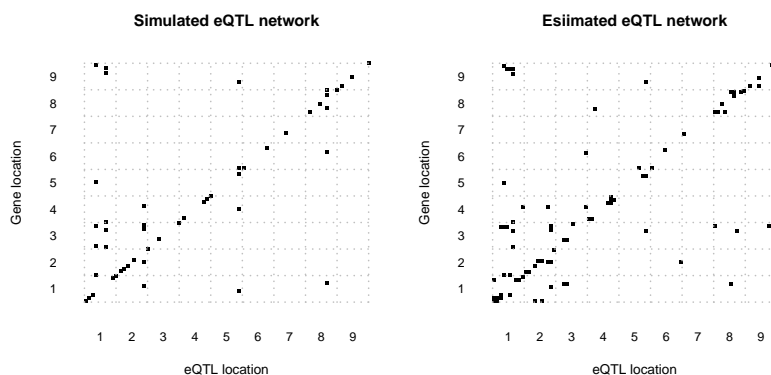 Simulated eQTL network
Esiimated eQTL network
Gene location
9
8
7
6
5
4
3
2
1
1 2 3 4 5 6 7 8 9
eQTL location
Gene location
9
8
7
6
5
4
3
2
1
1 2 3 4 5 6 7 8 9
eQTL location